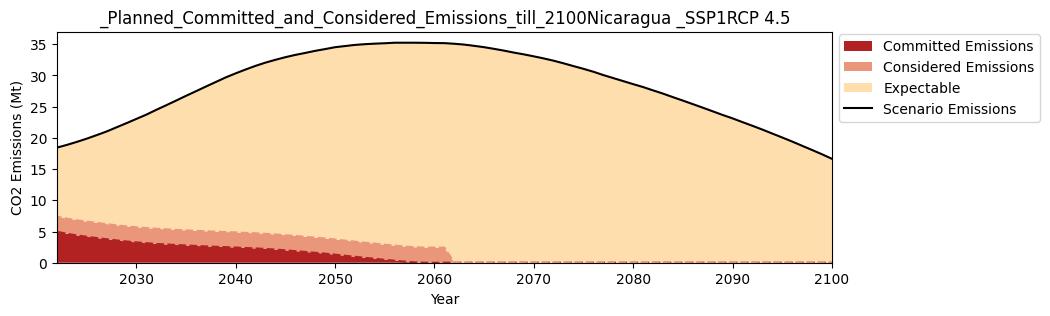 _Planned_Committed_and_Considered_Emissions_till_2100Nicaragua _SSP1RCP 4.5
CO2 Emissions (Mt)
35
30
25
20
15
10
5
0
2030 2040 2050 2060 2070 2080 2090 2100
Year
Committed Emissions
Considered Emissions
Expectable
Scenario Emissions